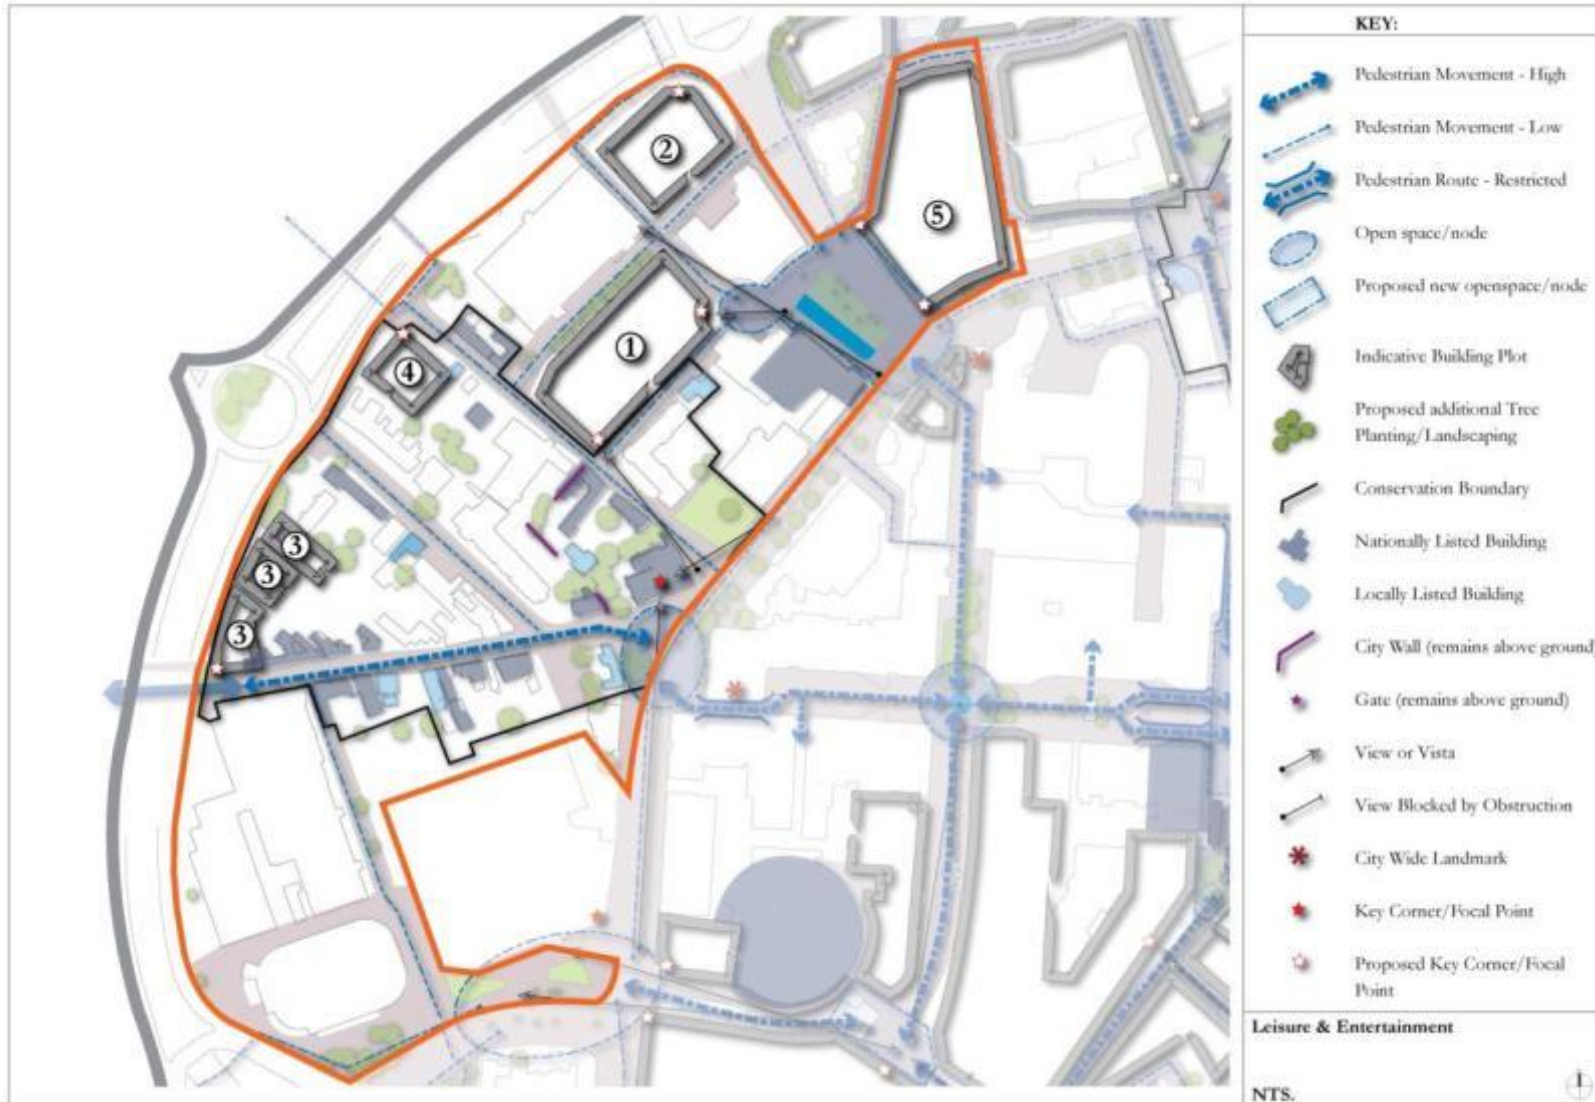 KEY:
Pedestrian Movement - High
Pedestrian Movement - Low
Pedestrian Route - Restricted
Open space/node
Proposed new openspace/node
Indicative Building Plot
Proposed additional Tree
Planting/Landscaping
Conservation Boundary
Nationally Listed Building
Locally Listed Building
City Wall (remains above ground)
Gate (remains above ground)
View or Vista
View Blocked by Obstruction
City Wide Landmark
Key Corner/Focal Point
Proposed Key Corner/Focal
Point
Leisure & Entertainment
NTS.
2
5
1
4
3
3
3